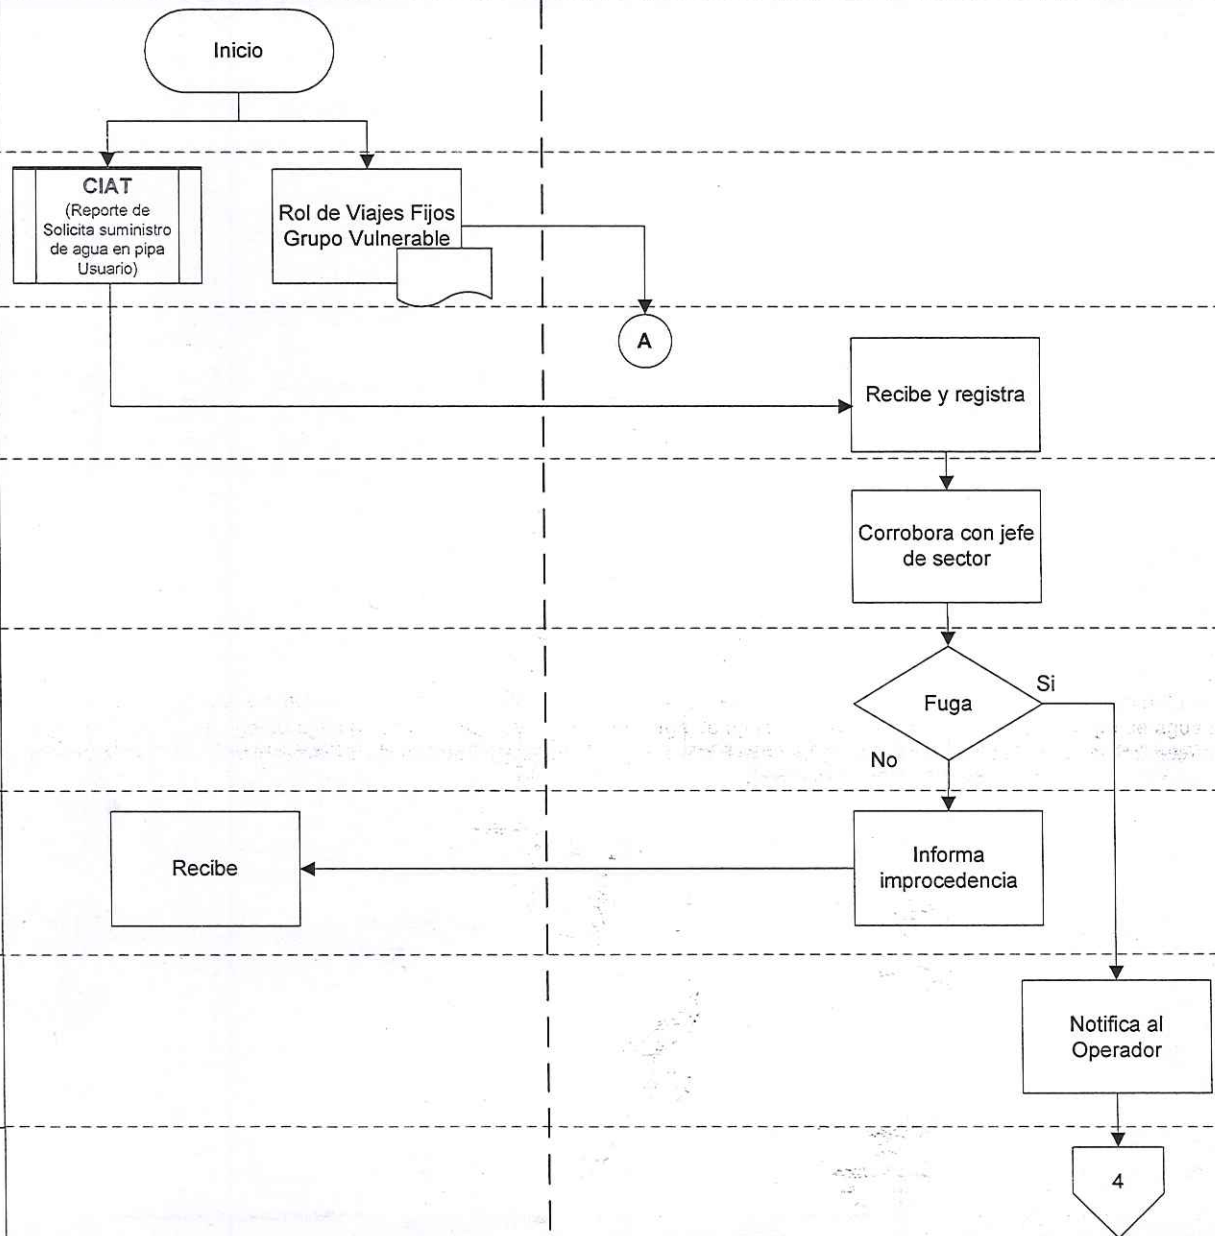 Inicio
CIAT
(Reporte de
Solicita suministro
de agua en pipa
Usuario)
Rol de Viajes Fijos
Grupo Vulnerable
A
Recibe y registra
Corrobora con jefe
de sector
Fuga
Si
No
Recibe
Informa
improcedencia
Notifica al
Operador
4